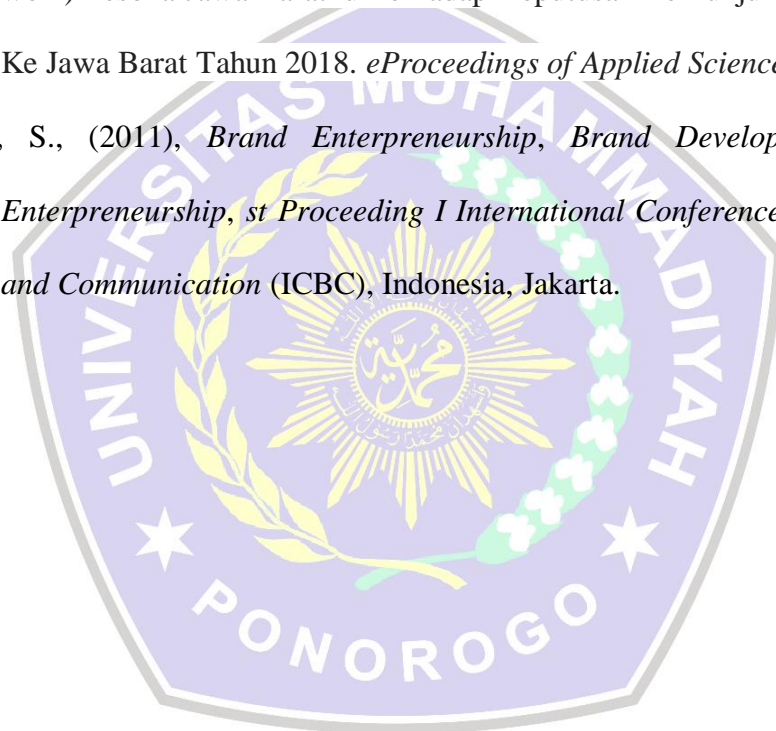 Ke Jawa Barat Tahun 2018. eProceedings of Applied Science
, S., (2011), Brand Enterpreneurship, Brand Develop
Enterpreneurship, st Proceeding I International Conference
and Communication (ICBC), Indonesia, Jakarta.
UNIVERSITAS MUHAMMADIYAH
محمدية
PONOROGO